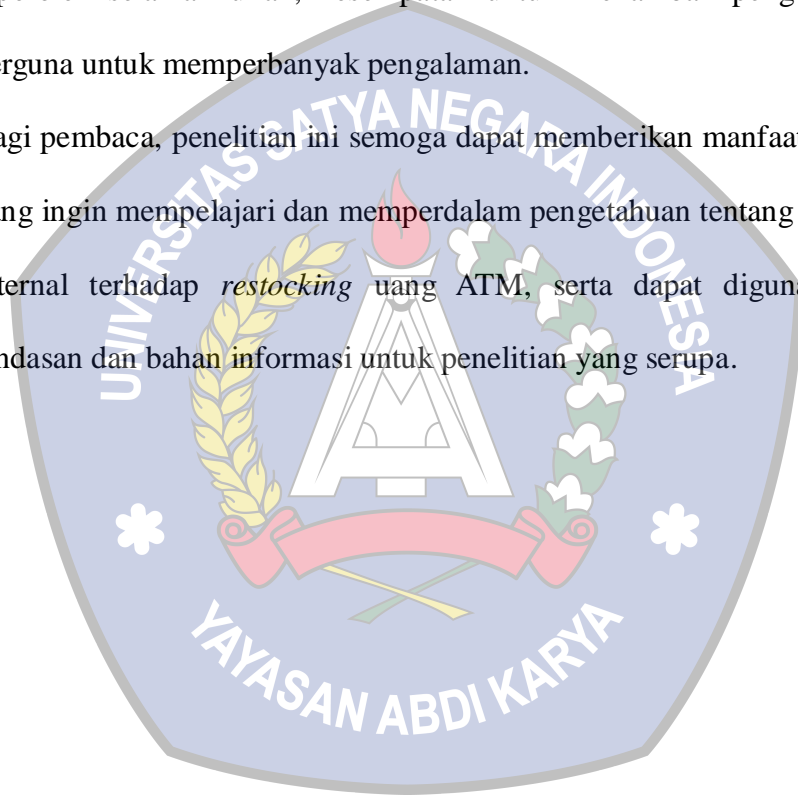 erguna untuk memperbanyak pengalaman.
agi pembaca, penelitian ini semoga dapat memberikan manfaat
ang ingin mempelajari dan memperdalam pengetahuan tentang
ternal terhadap restocking uang ATM, serta dapat diguna
ndasan dan bahan informasi untuk penelitian yang serupa.
UNIVERSITAS SATYA NEGARA INDONESIA
YAYASAN ABDI KARYA